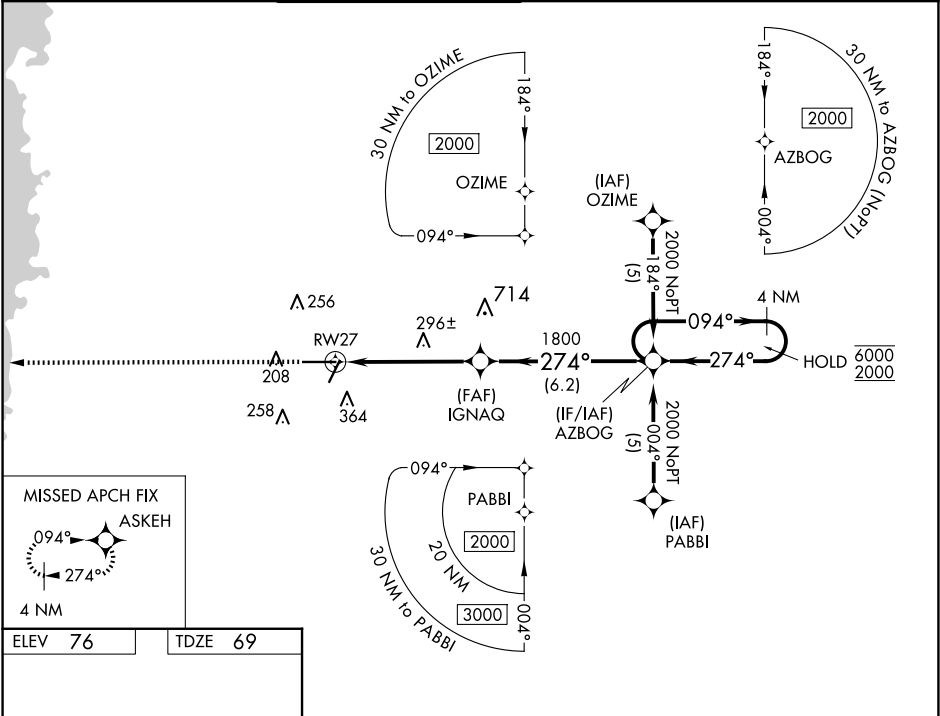 30 NM to OZIME
2000
184°
OZIME
094°
184°
30 NM to AZBOG (NoPT)
2000
AZBOG
004°
(IAF)
OZIME
2000 NoPT
184°
(5)
4 NM
094°
274°
HOLD
6000
2000
714
256
296±
RW27
1800
274°
(6.2)
208
(FAF)
IGNAQ
(IF/IAF)
AZBOG
258
364
2000 NoPT
004°
(5)
(IAF)
PABBI
094°
PABBI
2000
20 NM
3000
30 NM to PABBI
004°
MISSED APCH FIX
ASKEH
094°
274°
4 NM
ELEV 76
TDZE 69